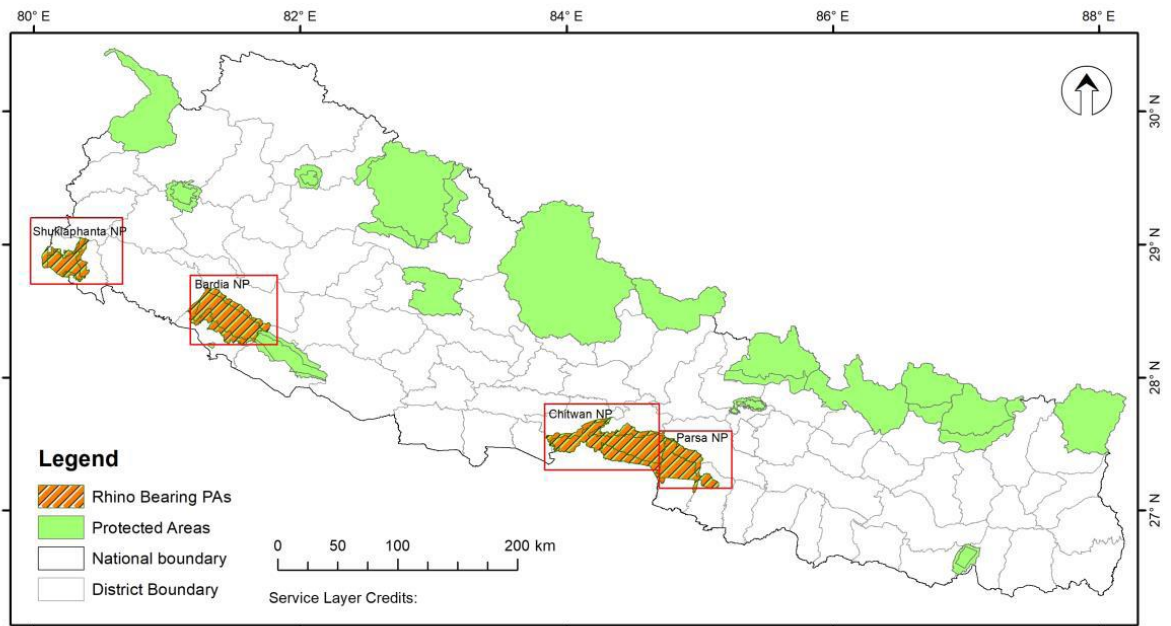 80° E
82° E
84° E
86° E
88° E
30° N
29° N
28° N
27° N
Shuklaphanta NP
Bardia NP
Chitwan NP
Parsa NP
Legend
Rhino Bearing PAs
Protected Areas
National boundary
District Boundary
0 50 100 200 km
Service Layer Credits: